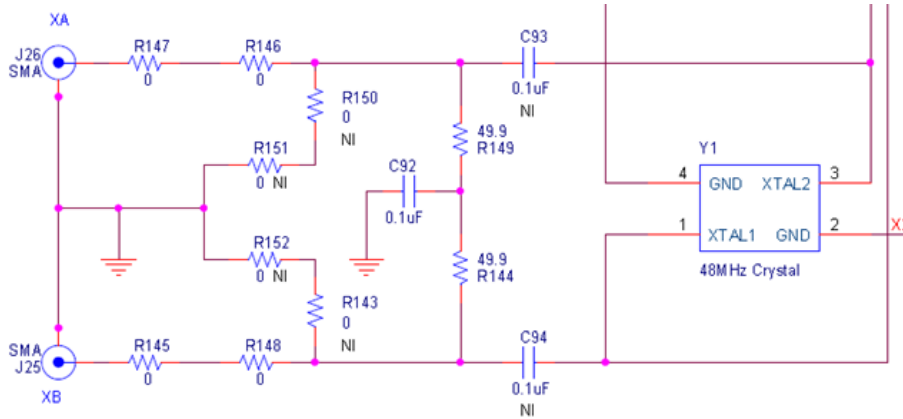 XA
J26
SMA
R147
0
R146
0
R150
0
NI
R151
0 NI
C93
0.1uF
NI
49.9
R149
C92
0.1uF
R152
0 NI
R143
0
NI
49.9
R144
SMA
J25
XB
R145
0
R148
0
C94
0.1uF
NI
Y1
4 GND XTAL2 3
1 XTAL1 GND 2
48MHz Crystal